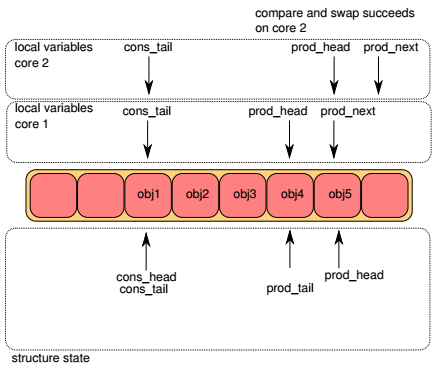 compare and swap succeeds
on core 2
local variables
core 2
cons_tail
prod_head
prod_next
local variables
core 1
cons_tail
prod_head
prod_next
obj1
obj2
obj3
obj4
obj5
cons_head
cons_tail
prod_tail
prod_head
structure state